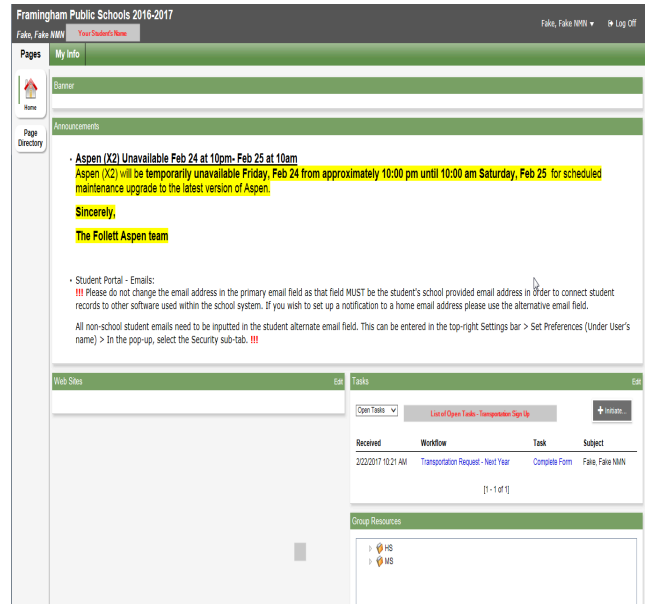 Framingham Public Schools 2016-2017
Fake, Fake NMN ▾ Log Off
Fake, Fake NMN Your Student's Name
Pages My Info
Home
Page
Directory
Banner
Announcements
Aspen (X2) Unavailable Feb 24 at 10pm- Feb 25 at 10am
Aspen (X2) will be temporarily unavailable Friday, Feb 24 from approximately 10:00 pm until 10:00 am Saturday, Feb 25 for scheduled
maintenance upgrade to the latest version of Aspen.
Sincerely,
The Follett Aspen team
Student Portal - Emails:
!!! Please do not change the email address in the primary email field as that field MUST be the student's school provided email address in order to connect student
records to other software used within the school system. If you wish to set up a notification to a home email address please use the alternative email field.
All non-school student emails need to be inputted in the student alternate email field. This can be entered in the top-right Settings bar > Set Preferences (Under User's
name) > In the pop-up, select the Security sub-tab. !!!
Web Sites Edit
Tasks Edit
Open Tasks List of Open Tasks - Transportation Sign Up + Initiate...
Received Workflow Task Subject
2/22/2017 10:21 AM Transportation Request - Next Year Complete Form Fake, Fake NMN
[1 - 1 of 1]
Group Resources
HS
MS